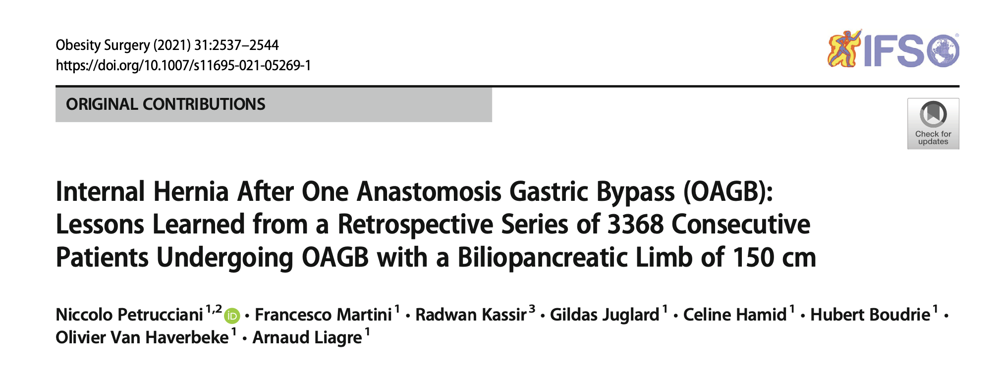 Obesity Surgery (2021) 31:2537–2544
https://doi.org/10.1007/s11695-021-05269-1
IFSO®
ORIGINAL CONTRIBUTIONS
Check for
updates
Internal Hernia After One Anastomosis Gastric Bypass (OAGB):
Lessons Learned from a Retrospective Series of 3368 Consecutive
Patients Undergoing OAGB with a Biliopancreatic Limb of 150 cm
Niccolo Petrucciani 1,2 iD · Francesco Martini 1 · Radwan Kassir 3 · Gildas Juglard 1 · Celine Hamid 1 · Hubert Boudrie 1 ·
Olivier Van Haverbeke 1 · Arnaud Liagre 1